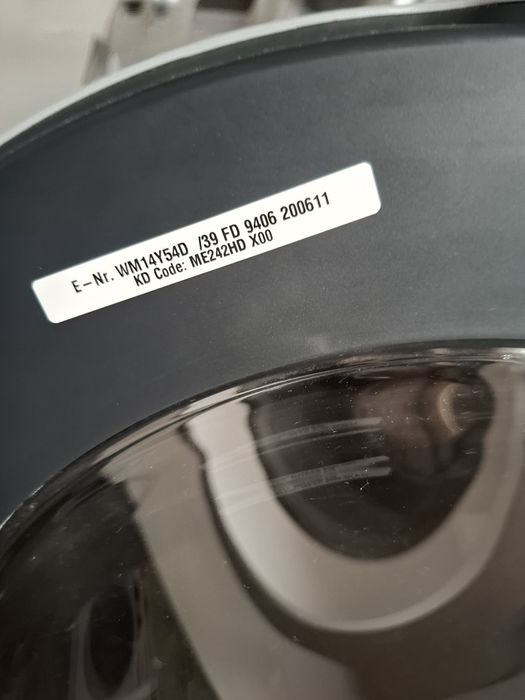 E-Nr. WM14Y54D /39 FD 9406 200611
KD Code: ME242HD X00